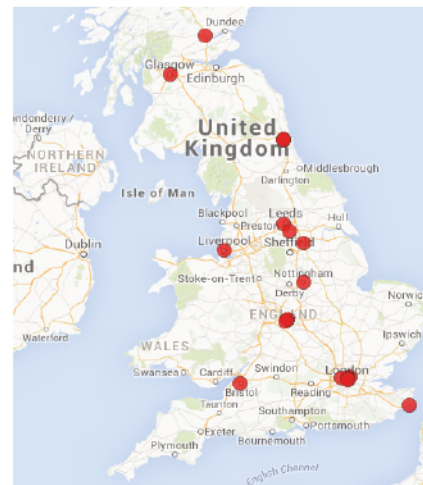 Dundee
Glasgow
Edinburgh
ondonderry /
Derry
United
Kingdom
NORTHERN
IRELAND
Middlesbrough
Darlington
Isle of Man
Blackpool
Preston
Leeds
Hull
Dublin
Liverpool
Sheffield
nd
Stoke-on-Trent
Nottingham
Derby
Norwic
ENGLAND
Waterford
WALES
Ipswich
Swansea
Cardiff
Swindon
London
Bristol
Reading
Taunton
Southampton
Portsmouth
Exeter
Bournemouth
Plymouth
English Channel